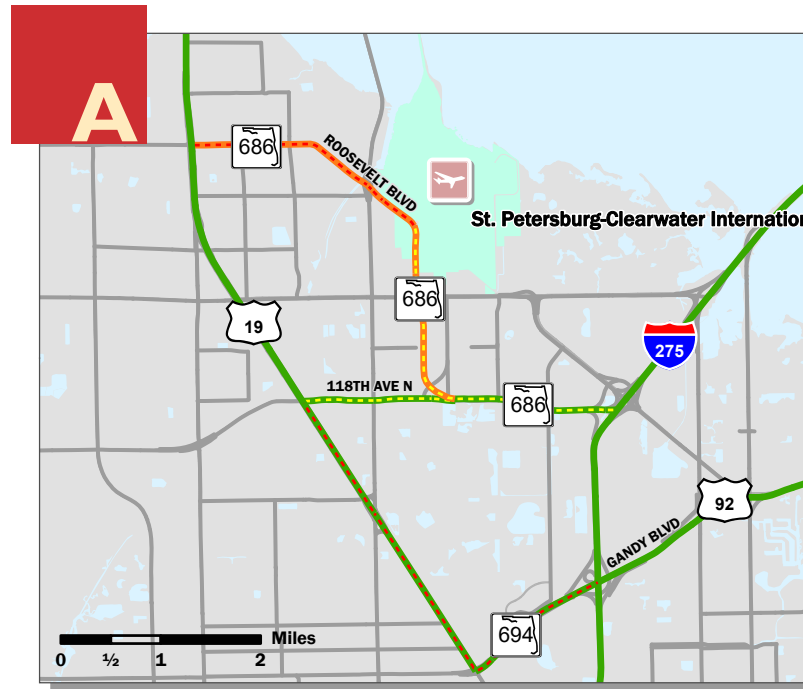 A
686
ROOSEVELT BLVD
St. Petersburg-Clearwater Internation
686
19
275
118TH AVE N
686
92
GANDY BLVD
694
Miles
0 ½ 1 2